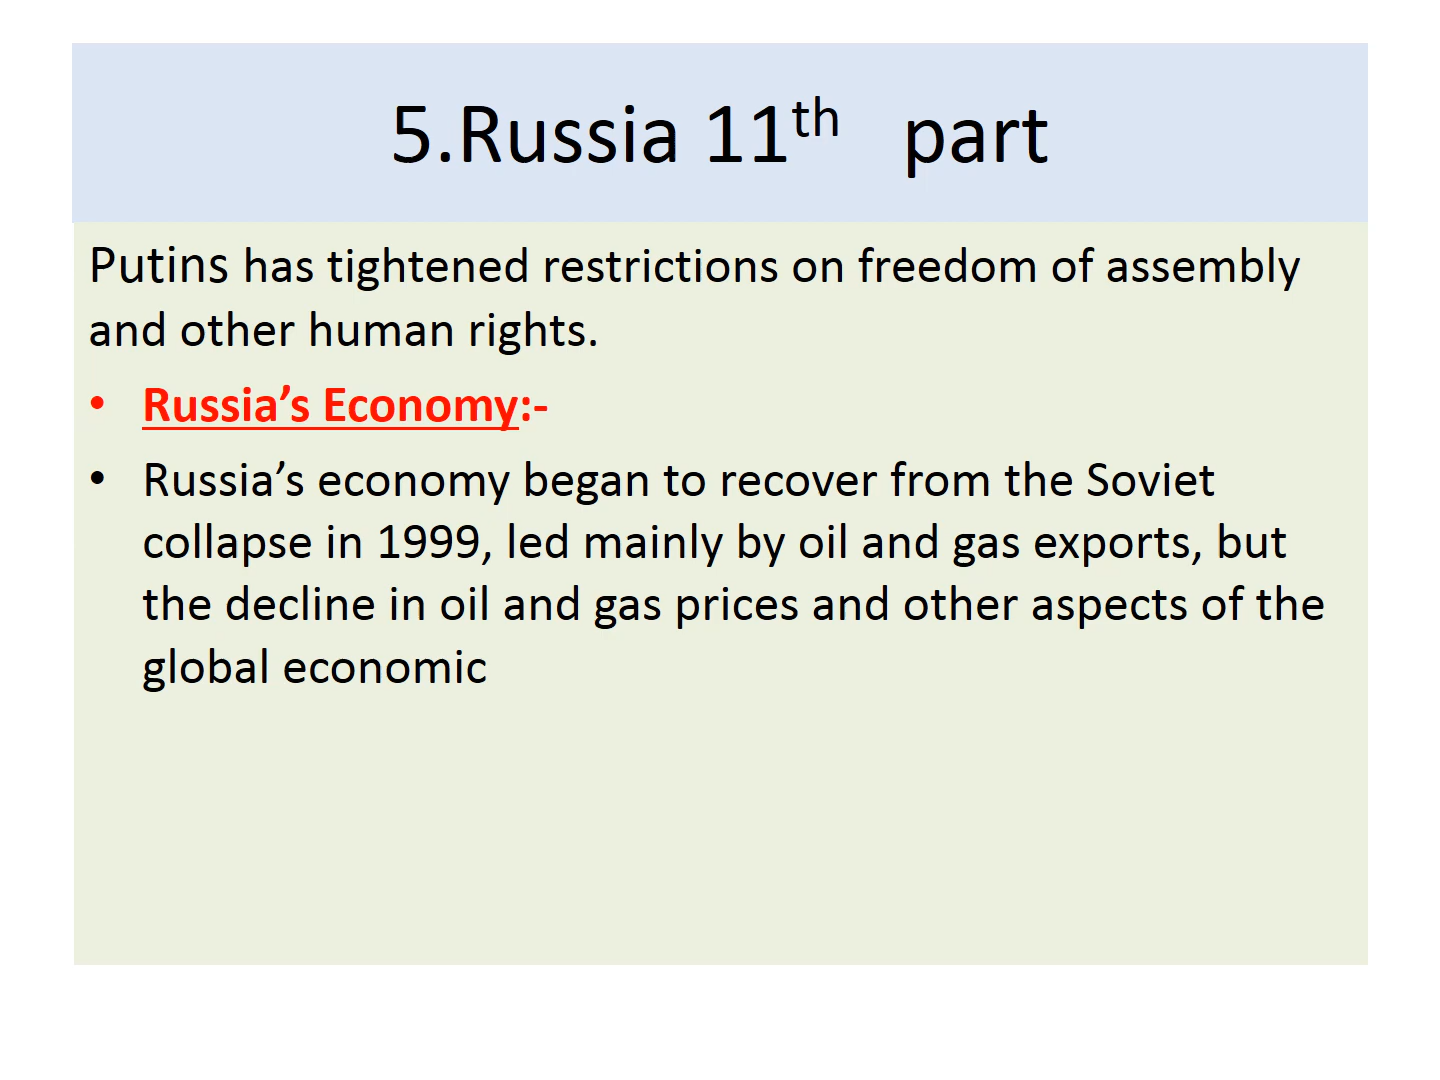 5.Russia 11th part
Putins has tightened restrictions on freedom of assembly
and other human rights.
• Russia’s Economy:-
• Russia’s economy began to recover from the Soviet
collapse in 1999, led mainly by oil and gas exports, but
the decline in oil and gas prices and other aspects of the
global economic